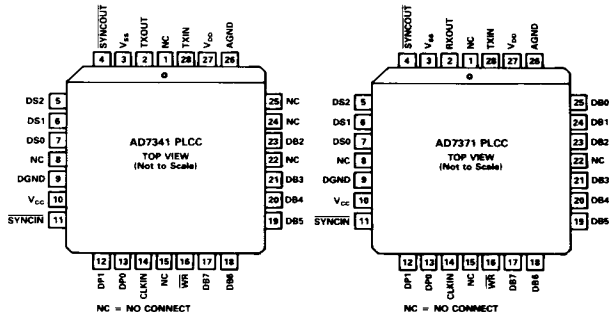 SYNCOUT VSS TXOUT NC TXIN VDD AGND
4 3 2 1 28 27 26
DS2 5
DS1 6
DS0 7
NC 8
DGND 9
VCC 10
SYNCIN 11
AD7341 PLCC
TOP VIEW
(Not to Scale)
25 NC
24 NC
23 DB2
22 NC
21 DB3
20 DB4
19 DB5
12 13 14 15 16 17 18
DP1 DP0 CLKIN NC WR DB7 DB6
NC = NO CONNECT
SYNCOUT VSS RXOUT NC TXIN VDD AGND
4 3 2 1 28 27 26
DS2 5
DS1 6
DS0 7
NC 8
DGND 9
VCC 10
SYNCIN 11
AD7371 PLCC
TOP VIEW
(Not to Scale)
25 DB0
24 DB1
23 DB2
22 NC
21 DB3
20 DB4
19 DB5
12 13 14 15 16 17 18
DP1 DP0 CLKIN NC WR DB7 DB6
NC = NO CONNECT